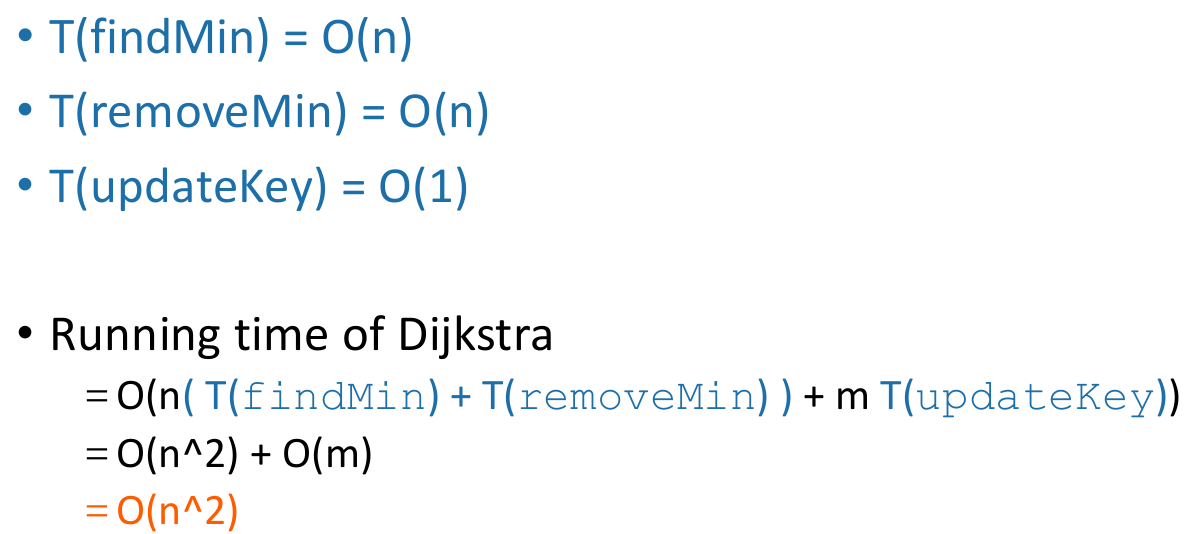 • T(findMin) = O(n)
• T(removeMin) = O(n)
• T(updateKey) = O(1)
• Running time of Dijkstra
= O(n( T(findMin) + T(removeMin) ) + m T(updateKey))
= O(n^2) + O(m)
= O(n^2)